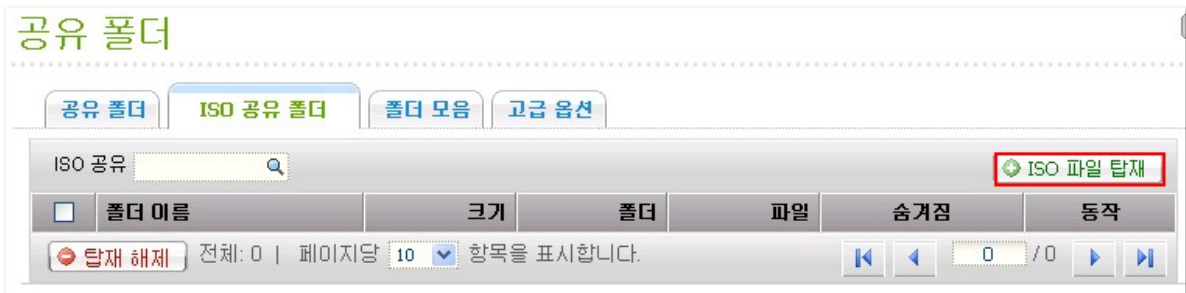 공유 폴더
공유 폴더 ISO 공유 폴더 폴더 모음 고급 옵션
ISO 공유 ISO 파일 탑재
폴더 이름 크기 폴더 파일 숨겨짐 동작
탑재 해제 전체: 0 | 페이지당 10 항목을 표시합니다. 0 / 0